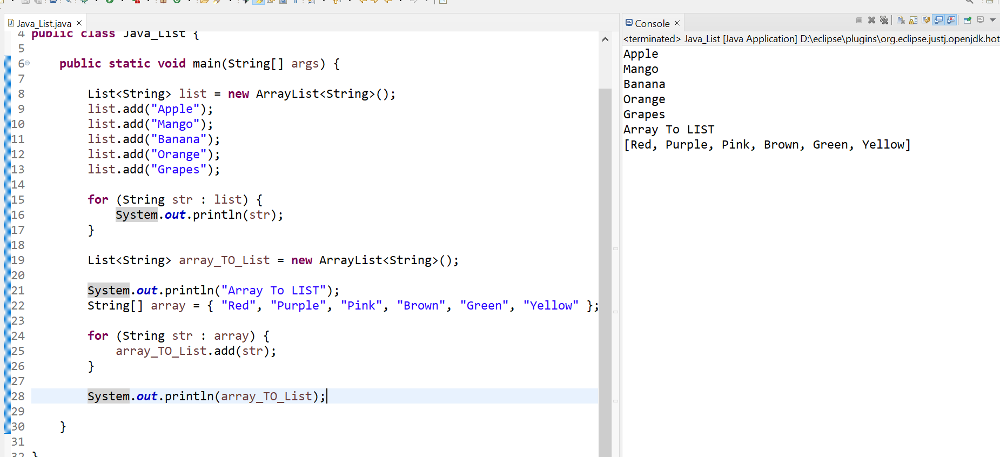 Java_List.java
4 public class Java_List {
5
6 public static void main(String[] args) {
7
8 List<String> list = new ArrayList<String>();
9 list.add("Apple");
10 list.add("Mango");
11 list.add("Banana");
12 list.add("Orange");
13 list.add("Grapes");
14
15 for (String str : list) {
16 System.out.println(str);
17 }
18
19 List<String> array_TO_List = new ArrayList<String>();
20
21 System.out.println("Array To LIST");
22 String[] array = { "Red", "Purple", "Pink", "Brown", "Green", "Yellow" };
23
24 for (String str : array) {
25 array_TO_List.add(str);
26 }
27
28 System.out.println(array_TO_List);
29
30 }
31
32 }
Console
<terminated> Java_List [Java Application] D:\eclipse\plugins\org.eclipse.justj.openjdk.hot
Apple
Mango
Banana
Orange
Grapes
Array To LIST
[Red, Purple, Pink, Brown, Green, Yellow]